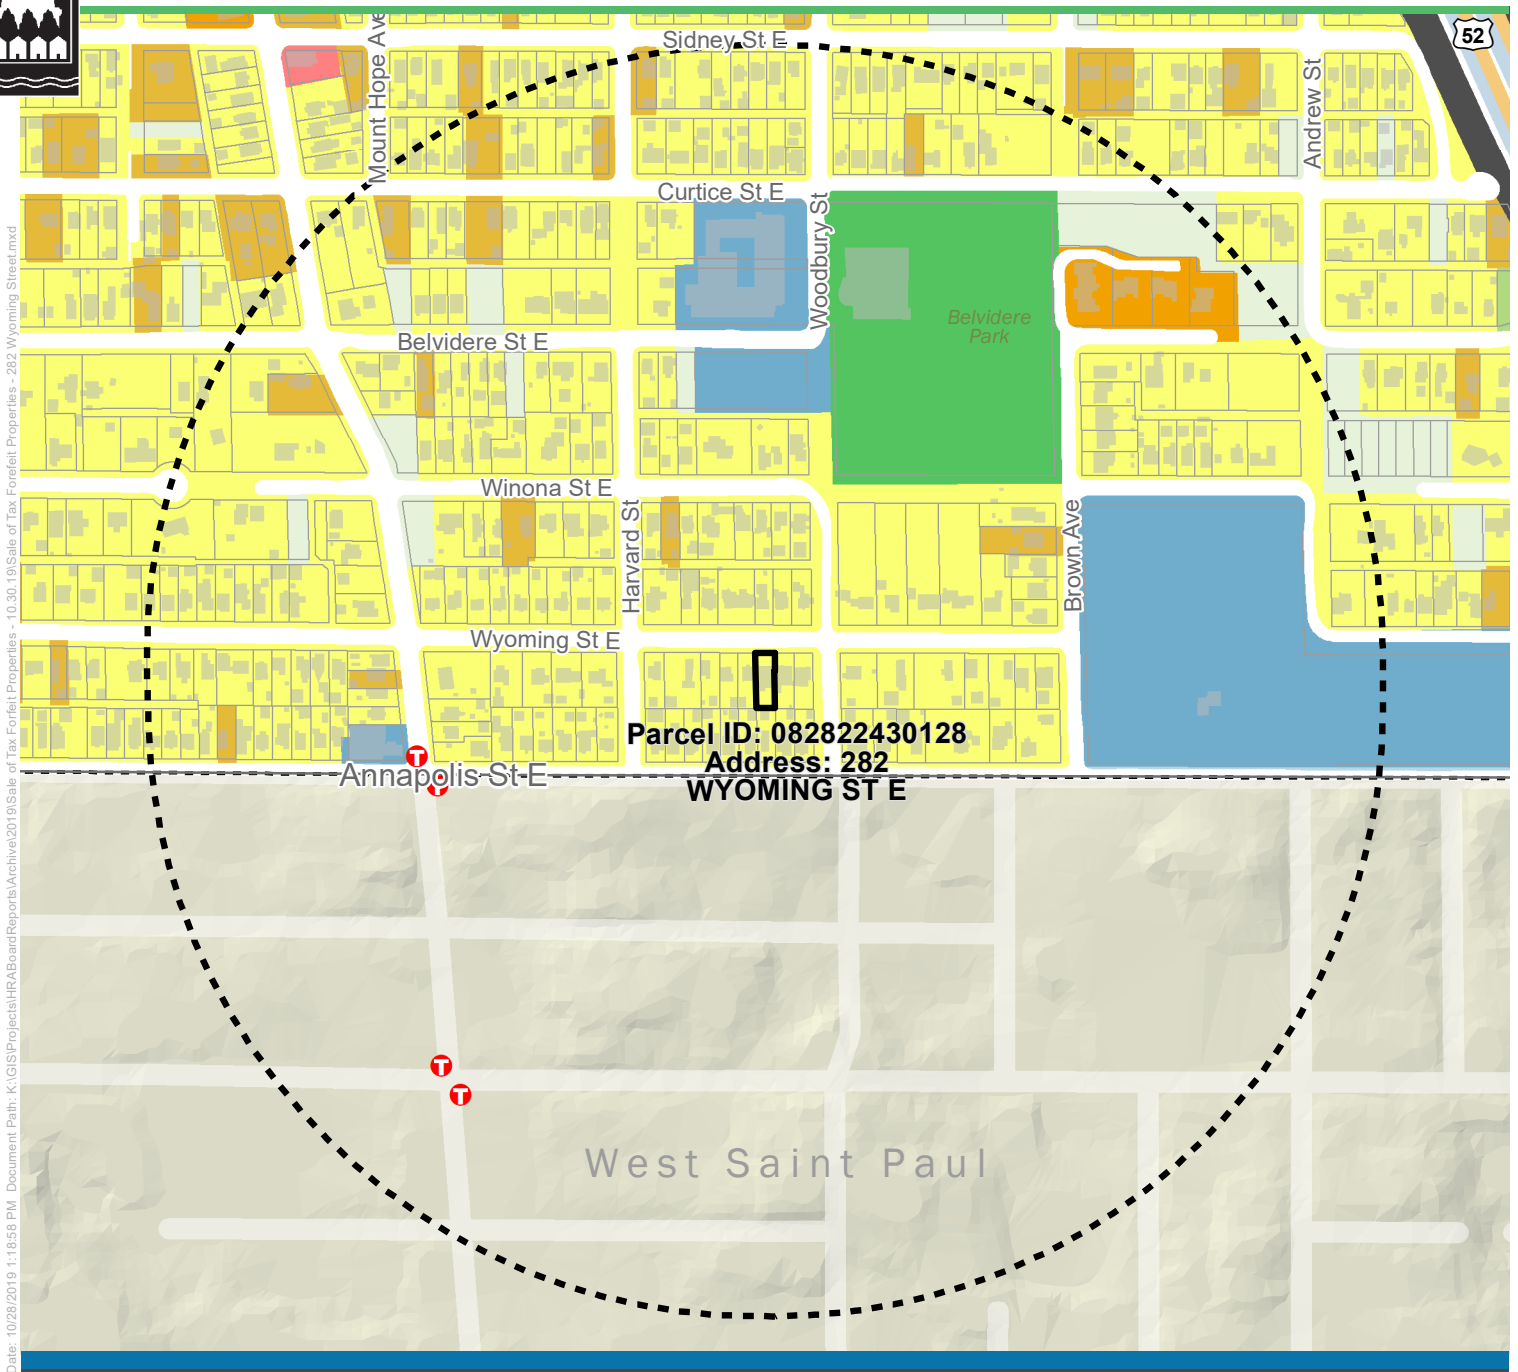 Sidney St E
52
Mount Hope Ave
Andrew St
Curtice St E
Woodbury St
Belvidere
Park
Belvidere St E
Winona St E
Harvard St
Brown Ave
Wyoming St E
Parcel ID: 082822430128
Address: 282
WYOMING ST E
Annapolis St E
T
T
T
T
West Saint Paul
Date: 10/28/2019 1:18:58 PM Document Path: K:\GIS\Projects\HRABoardReports\Archive\2019\Sale of Tax Forfeit Properties - 10.30.19\Sale of Tax Forefeit Properties - 282 Wyoming Street.mxd